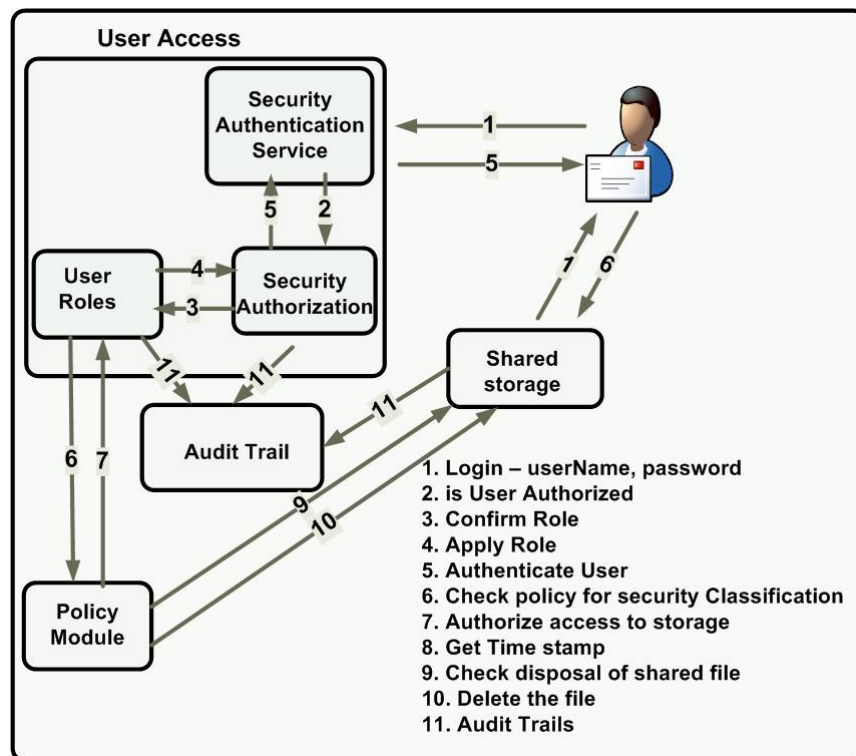 User Access
Security
Authentication
Service
1
5
5
2
User
Roles
4
3
Security
Authorization
1
6
11
11
Shared
storage
11
Audit Trail
6
7
9
10
Policy
Module
1. Login – userName, password
2. is User Authorized
3. Confirm Role
4. Apply Role
5. Authenticate User
6. Check policy for security Classification
7. Authorize access to storage
8. Get Time stamp
9. Check disposal of shared file
10. Delete the file
11. Audit Trails